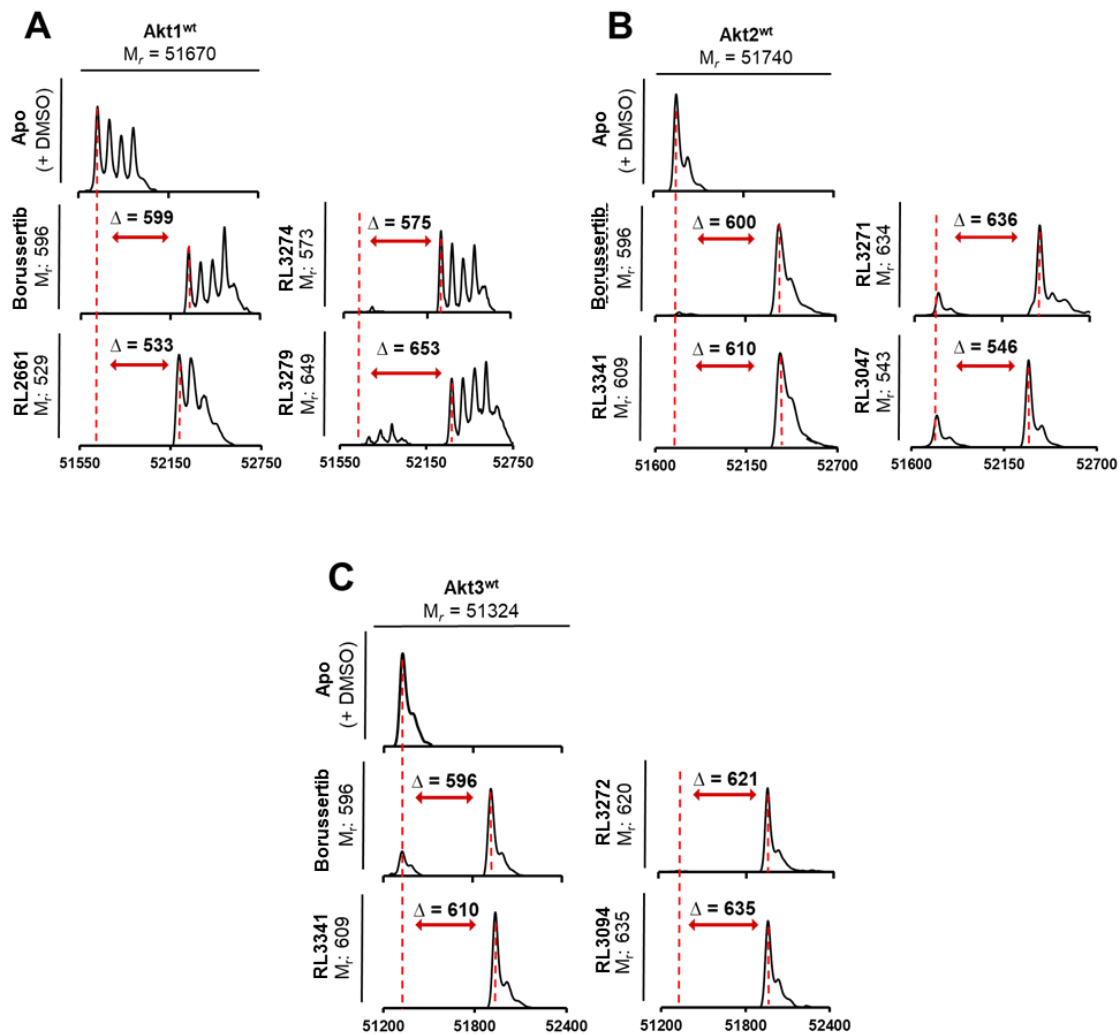 A
Akt1wt
Mr = 51670
Apo
(+ DMSO)
51550
52150
52750
Borussertib
Mr: 596
Δ = 599
RL3274
Mr: 573
Δ = 575
RL2661
Mr: 529
Δ = 533
RL3279
Mr: 649
Δ = 653
51550
52150
52750
51550
52150
52750
B
Akt2wt
Mr = 51740
Apo
(+ DMSO)
Borussertib
Mr: 596
Δ = 600
RL3271
Mr: 634
Δ = 636
RL3341
Mr: 609
Δ = 610
RL3047
Mr: 543
Δ = 546
51600
52150
52700
51600
52150
52700
C
Akt3wt
Mr = 51324
Apo
(+ DMSO)
Borussertib
Mr: 596
Δ = 596
RL3272
Mr: 620
Δ = 621
RL3341
Mr: 609
Δ = 610
RL3094
Mr: 635
Δ = 635
51200
51800
52400
51200
51800
52400